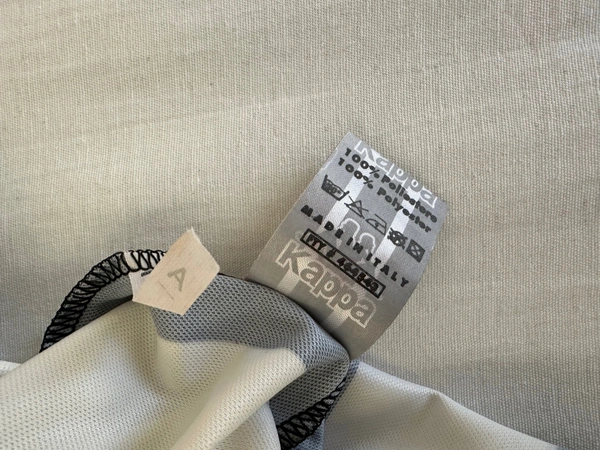 Kappa
100% Poliestere
100% Polyester
MADE IN ITALY
Kappa
A